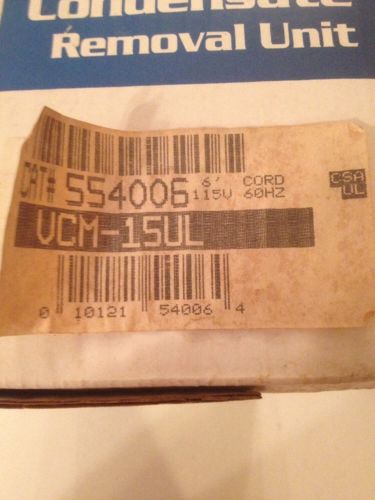 Condensate
Removal Unit
CAT# 554006 6' CORD 115V 60HZ CSA UL
VCM-15UL
0 10121 54006 4